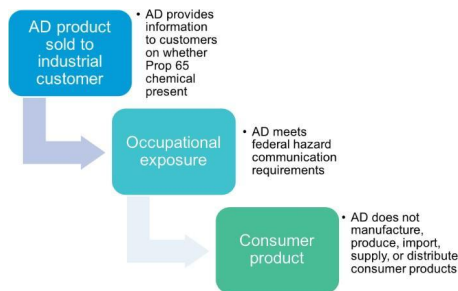 AD product
sold to
industrial
customer
• AD provides
information
to customers
on whether
Prop 65
chemical
present
Occupational
exposure
• AD meets
federal hazard
communication
requirements
Consumer
product
• AD does not
manufacture,
produce, import,
supply, or distribute
consumer products